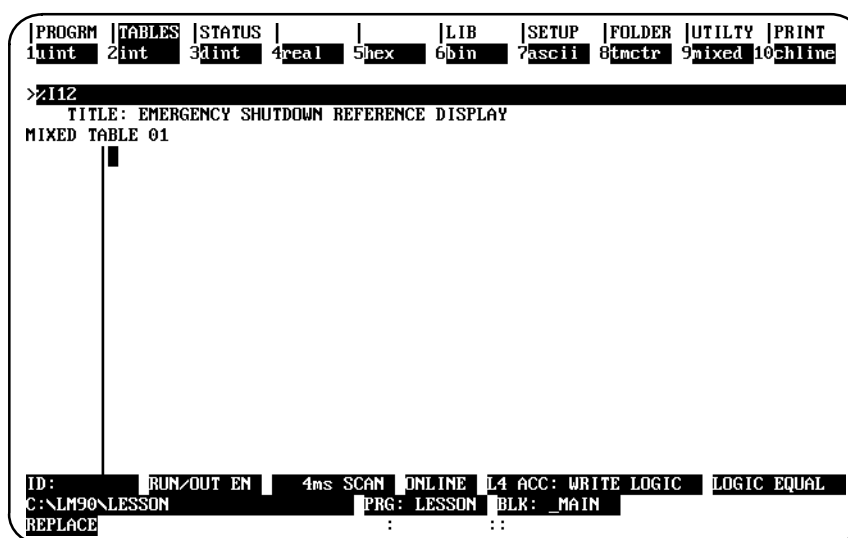 |PROGRM |TABLES |STATUS | | |LIB |SETUP |FOLDER |UTILTY |PRINT
1uint 2int 3dint 4real 5hex 6bin 7ascii 8tmctr 9mixed 10chline
>%I12
TITLE: EMERGENCY SHUTDOWN REFERENCE DISPLAY
MIXED TABLE 01
ID: RUN/OUT EN 4ms SCAN ONLINE L4 ACC: WRITE LOGIC LOGIC EQUAL
C:\LM90\LESSON PRG: LESSON BLK: _MAIN
REPLACE : ::